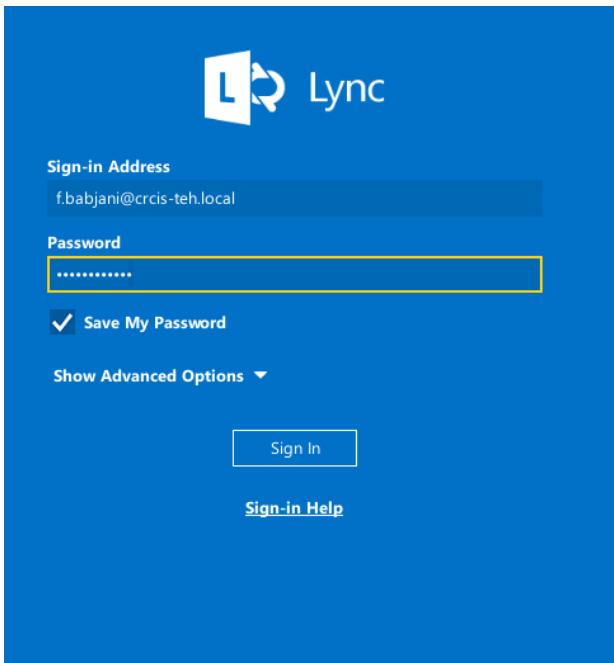 L Lync
Sign-in Address
f.babjani@crcis-teh.local
Password
••••••••••••
Save My Password
Show Advanced Options
Sign In
Sign-in Help